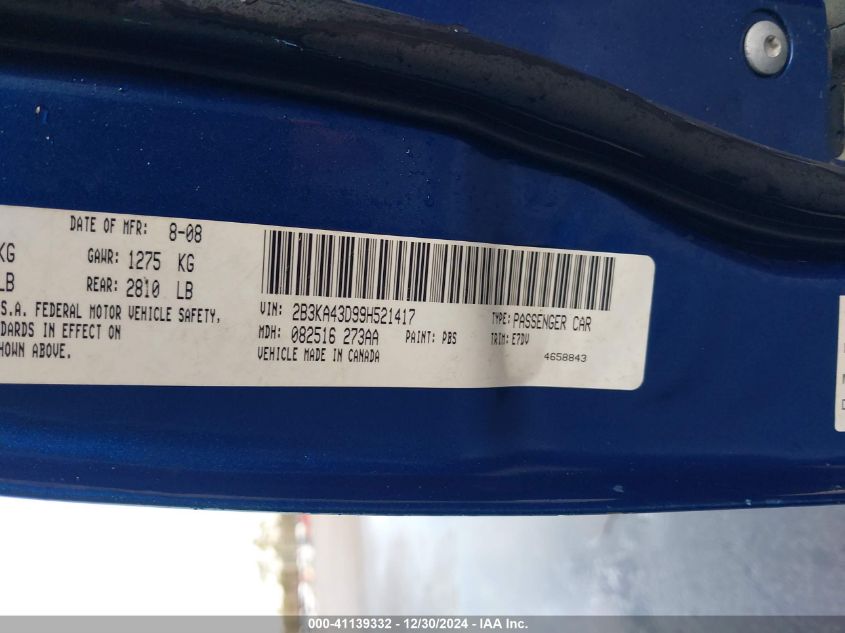 DATE OF MFR: 8-08
KG GAWR: 1275 KG
LB REAR: 2810 LB
S.A. FEDERAL MOTOR VEHICLE SAFETY,
DARDS IN EFFECT ON
SHOWN ABOVE.
VIN: 2B3KA43D99H521417 TYPE: PASSENGER CAR
MDH: 082516 273AA PAINT: PBS TRIM: E7DV
VEHICLE MADE IN CANADA 4658843
000-41139332 - 12/30/2024 - IAA Inc.